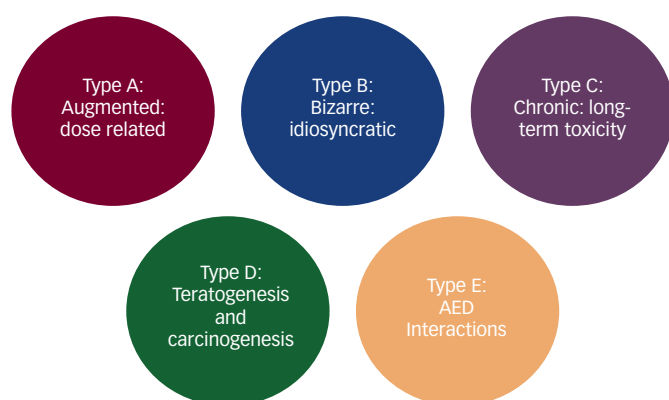 Type A:
Augmented:
dose related
Type B:
Bizarre:
idiosyncratic
Type C:
Chronic: long-
term toxicity
Type D:
Teratogenesis
and
carcinogenesis
Type E:
AED
Interactions